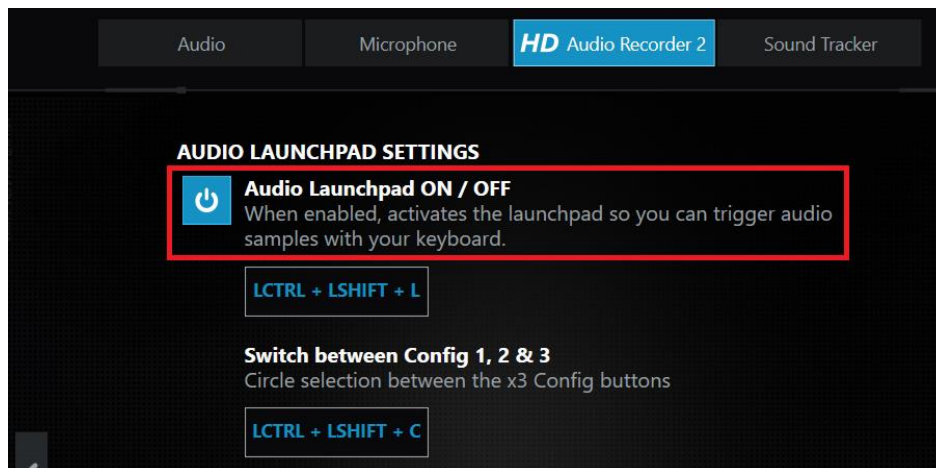 Audio
Microphone
HD Audio Recorder 2
Sound Tracker
AUDIO LAUNCHPAD SETTINGS
Audio Launchpad ON / OFF
When enabled, activates the launchpad so you can trigger audio
samples with your keyboard.
LCTRL + LSHIFT + L
Switch between Config 1, 2 & 3
Circle selection between the x3 Config buttons
LCTRL + LSHIFT + C